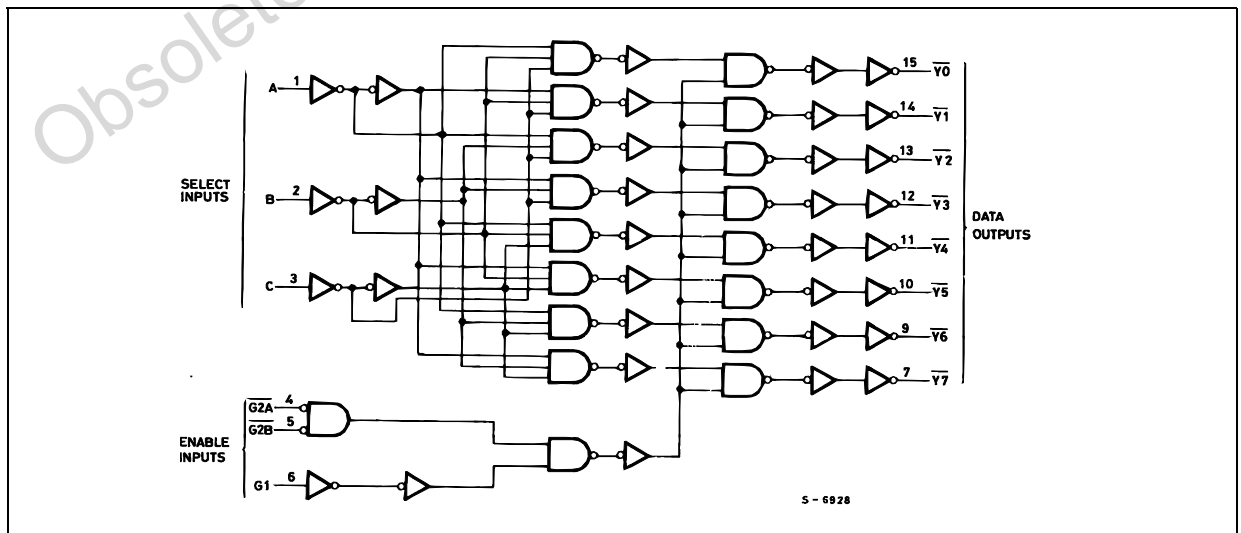 Obsolete
A 1
B 2
C 3
SELECT
INPUTS
15 Y0
14 Y1
13 Y2
12 Y3
11 Y4
10 Y5
9 Y6
7 Y7
DATA
OUTPUTS
G2A 4
G2B 5
G1 6
ENABLE
INPUTS
S - 6928